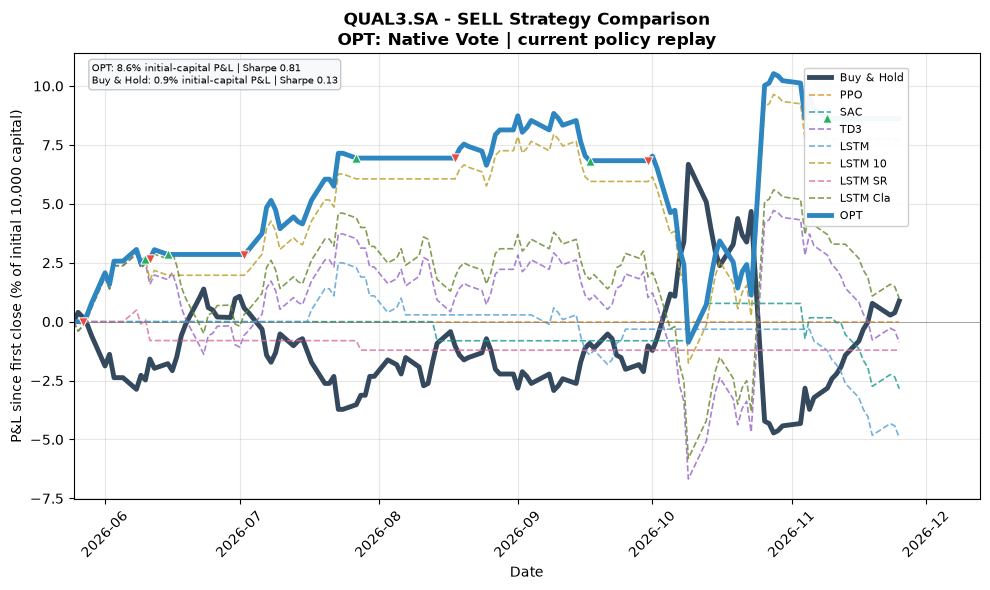 QUAL3.SA - SELL Strategy Comparison
OPT: Native Vote | current policy replay
OPT: 8.6% initial-capital P&L | Sharpe 0.81
Buy & Hold: 0.9% initial-capital P&L | Sharpe 0.13
Buy & Hold
PPO
SAC
TD3
LSTM
LSTM 10
LSTM SR
LSTM Cla
OPT
P&L since first close (% of initial 10,000 capital)
10.0
7.5
5.0
2.5
0.0
−2.5
−5.0
−7.5
2026-06
2026-07
2026-08
2026-09
2026-10
2026-11
2026-12
Date